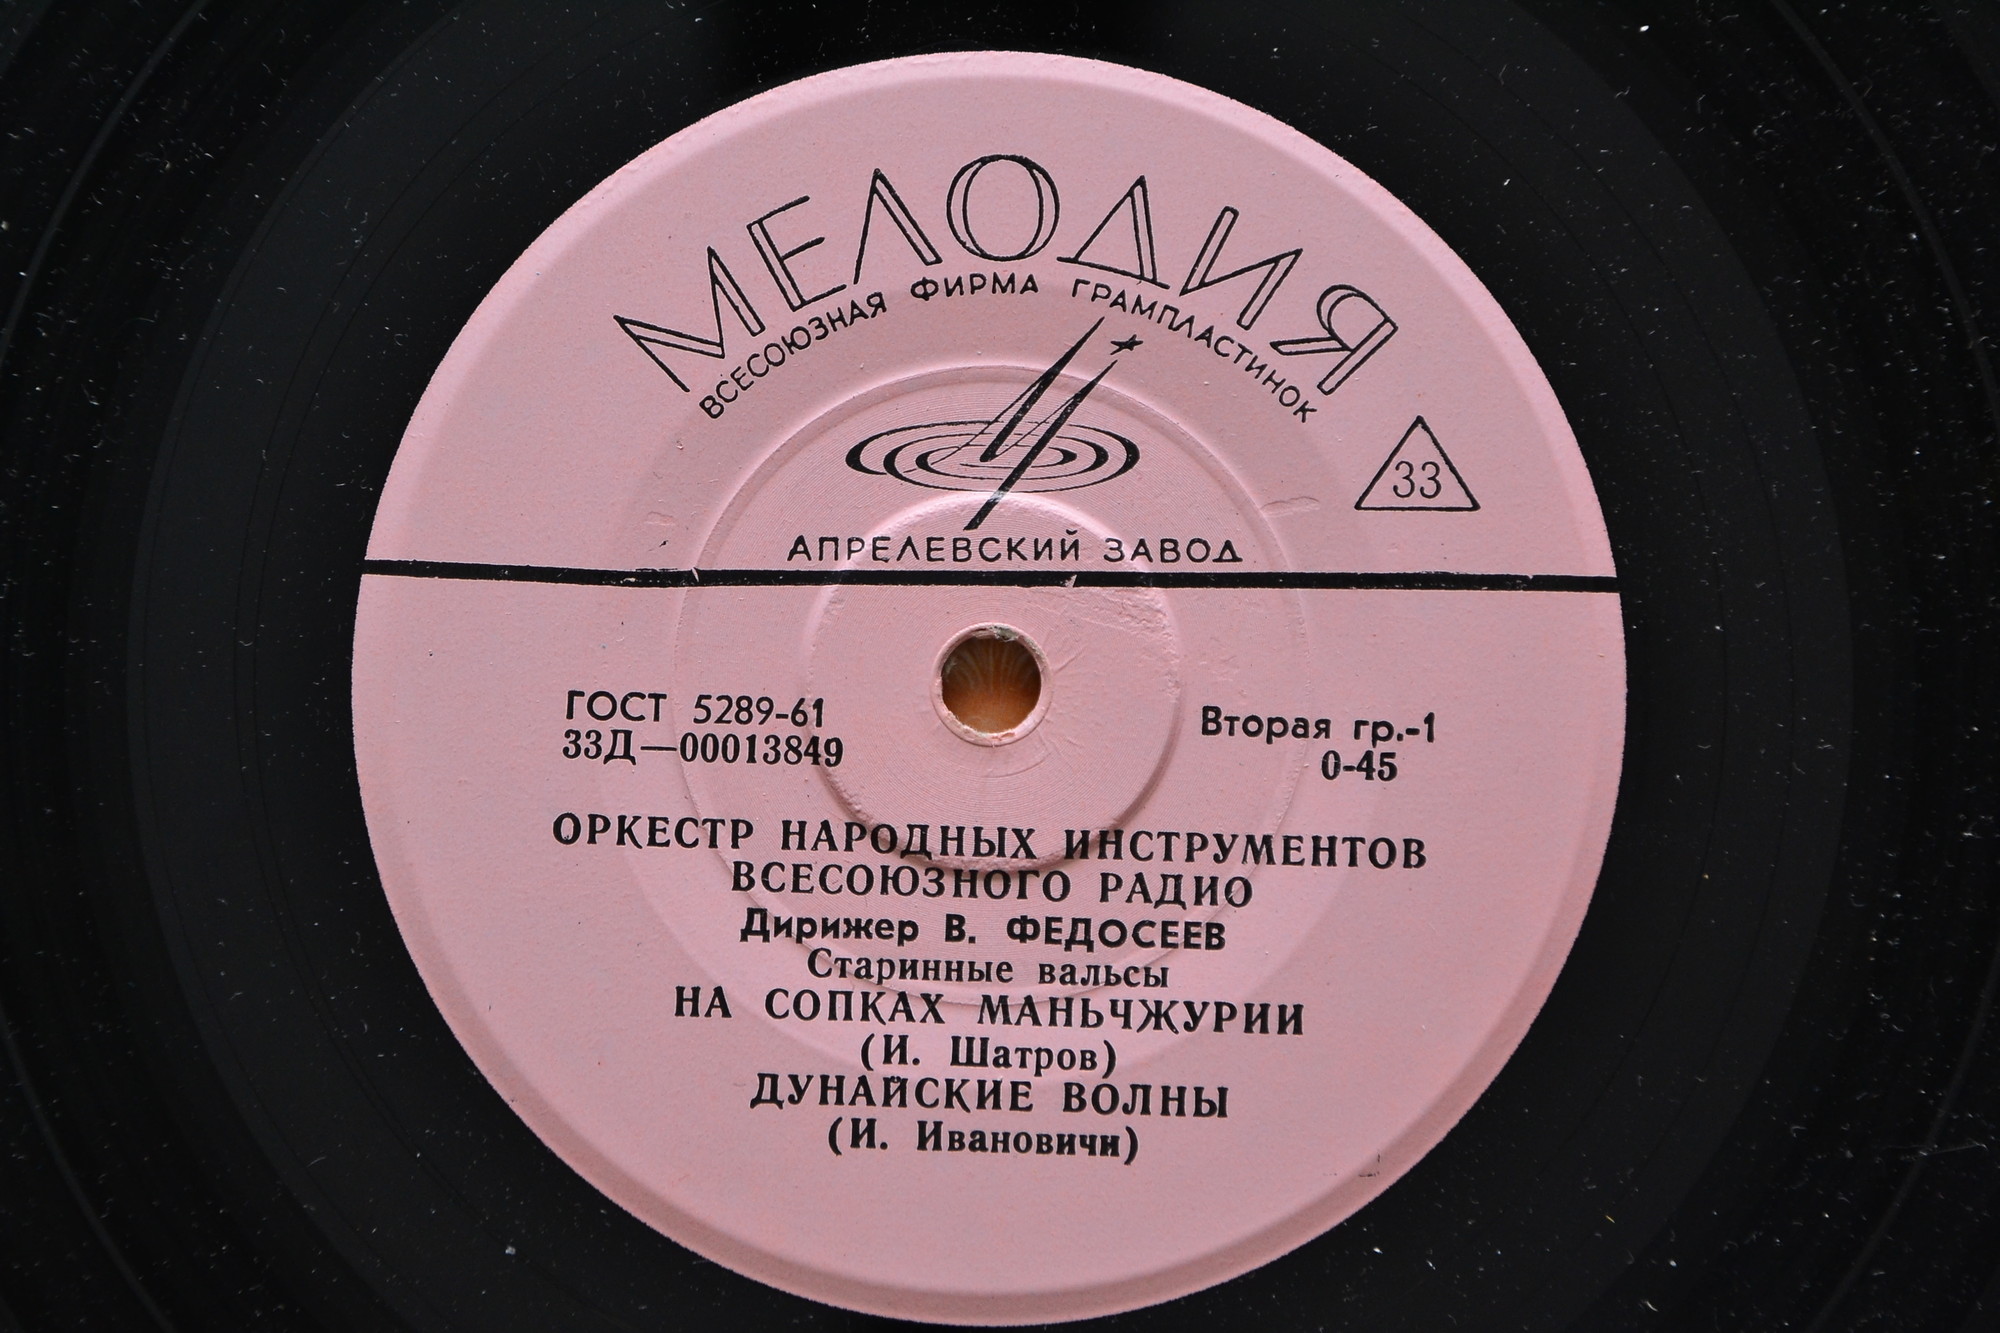 МЕЛОДИЯ
ВСЕСОЮЗНАЯ ФИРМА ГРАМПЛАСТИНОК
33
АПРЕЛЕВСКИЙ ЗАВОД
ГОСТ 5289-61
33Д—00013849
Вторая гр.-1
0-45
ОРКЕСТР НАРОДНЫХ ИНСТРУМЕНТОВ
ВСЕСОЮЗНОГО РАДИО
Дирижер В. ФЕДОСЕЕВ
Старинные вальсы
НА СОПКАХ МАНЬЧЖУРИИ
(И. Шатров)
ДУНАЙСКИЕ ВОЛНЫ
(И. Ивановичи)